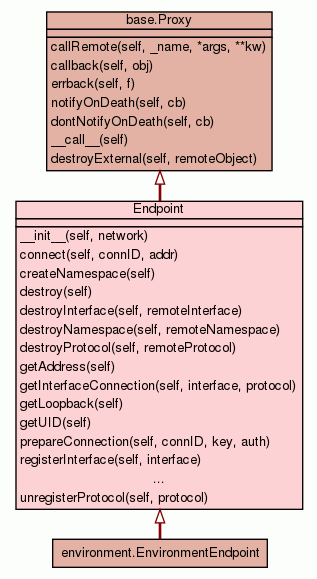 base.Proxy
callRemote(self, _name, *args, **kw)
callback(self, obj)
errback(self, f)
notifyOnDeath(self, cb)
dontNotifyOnDeath(self, cb)
__call__(self)
destroyExternal(self, remoteObject)
Endpoint
__init__(self, network)
connect(self, connID, addr)
createNamespace(self)
destroy(self)
destroyInterface(self, remoteInterface)
destroyNamespace(self, remoteNamespace)
destroyProtocol(self, remoteProtocol)
getAddress(self)
getInterfaceConnection(self, interface, protocol)
getLoopback(self)
getUID(self)
prepareConnection(self, connID, key, auth)
registerInterface(self, interface)
...
unregisterProtocol(self, protocol)
environment.EnvironmentEndpoint